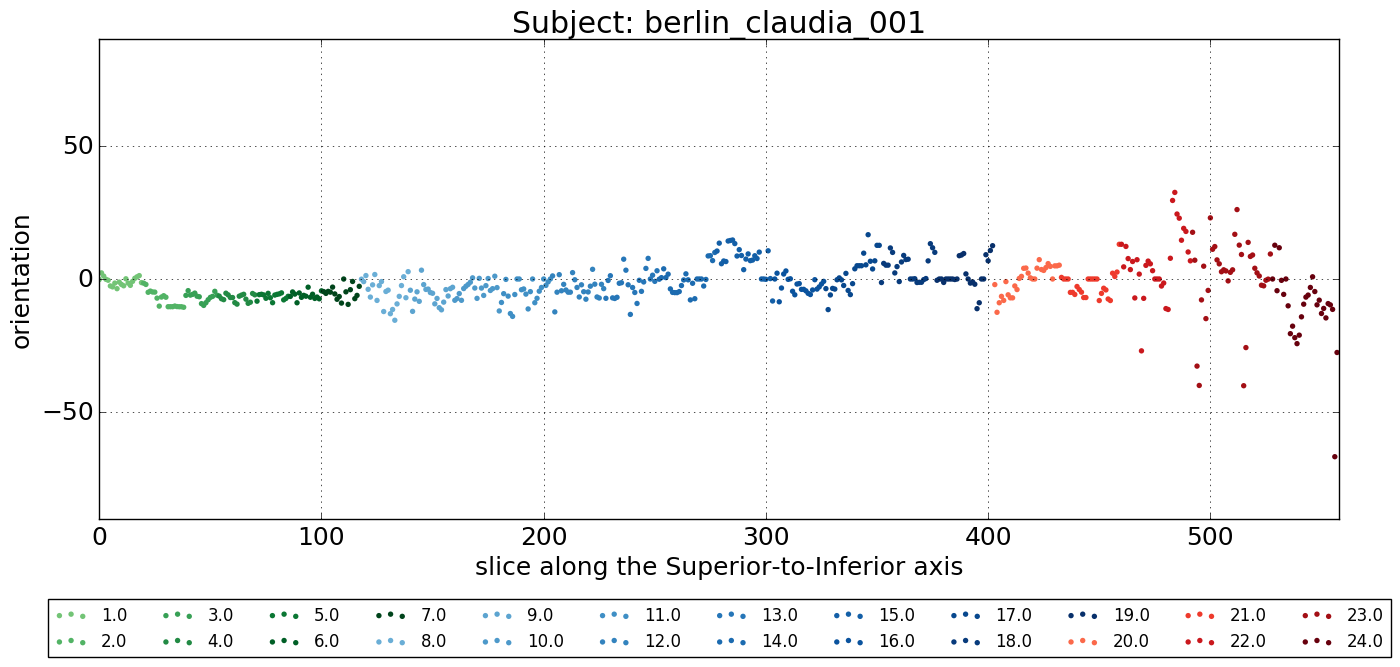 Subject: berlin_claudia_001
50
0
−50
orientation
0 100 200 300 400 500
slice along the Superior-to-Inferior axis
1.0 3.0 5.0 7.0 9.0 11.0 13.0 15.0 17.0 19.0 21.0 23.0
2.0 4.0 6.0 8.0 10.0 12.0 14.0 16.0 18.0 20.0 22.0 24.0